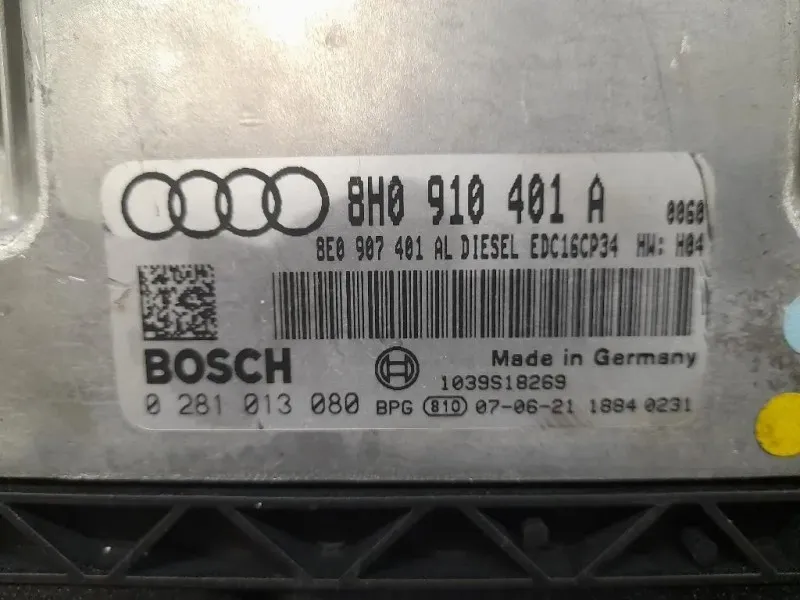 8H0 910 401 A 0060
8E0 907 401 AL DIESEL EDC16CP34 HW: H04
BOSCH Made in Germany
1039S18269
0 281 013 080 BPG 810 07-06-21 1884 0231